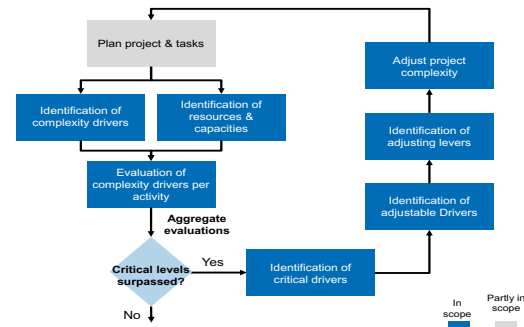 Plan project & tasks
Identification of
complexity drivers
Identification of
resources &
capacities
Evaluation of
complexity drivers per
activity
Aggregate
evaluations
Critical levels
surpassed?
Yes
No
Identification of
critical drivers
Identification of
adjustable Drivers
Identification of
adjusting levers
Adjust project
complexity
In
scope
Partly in
scope